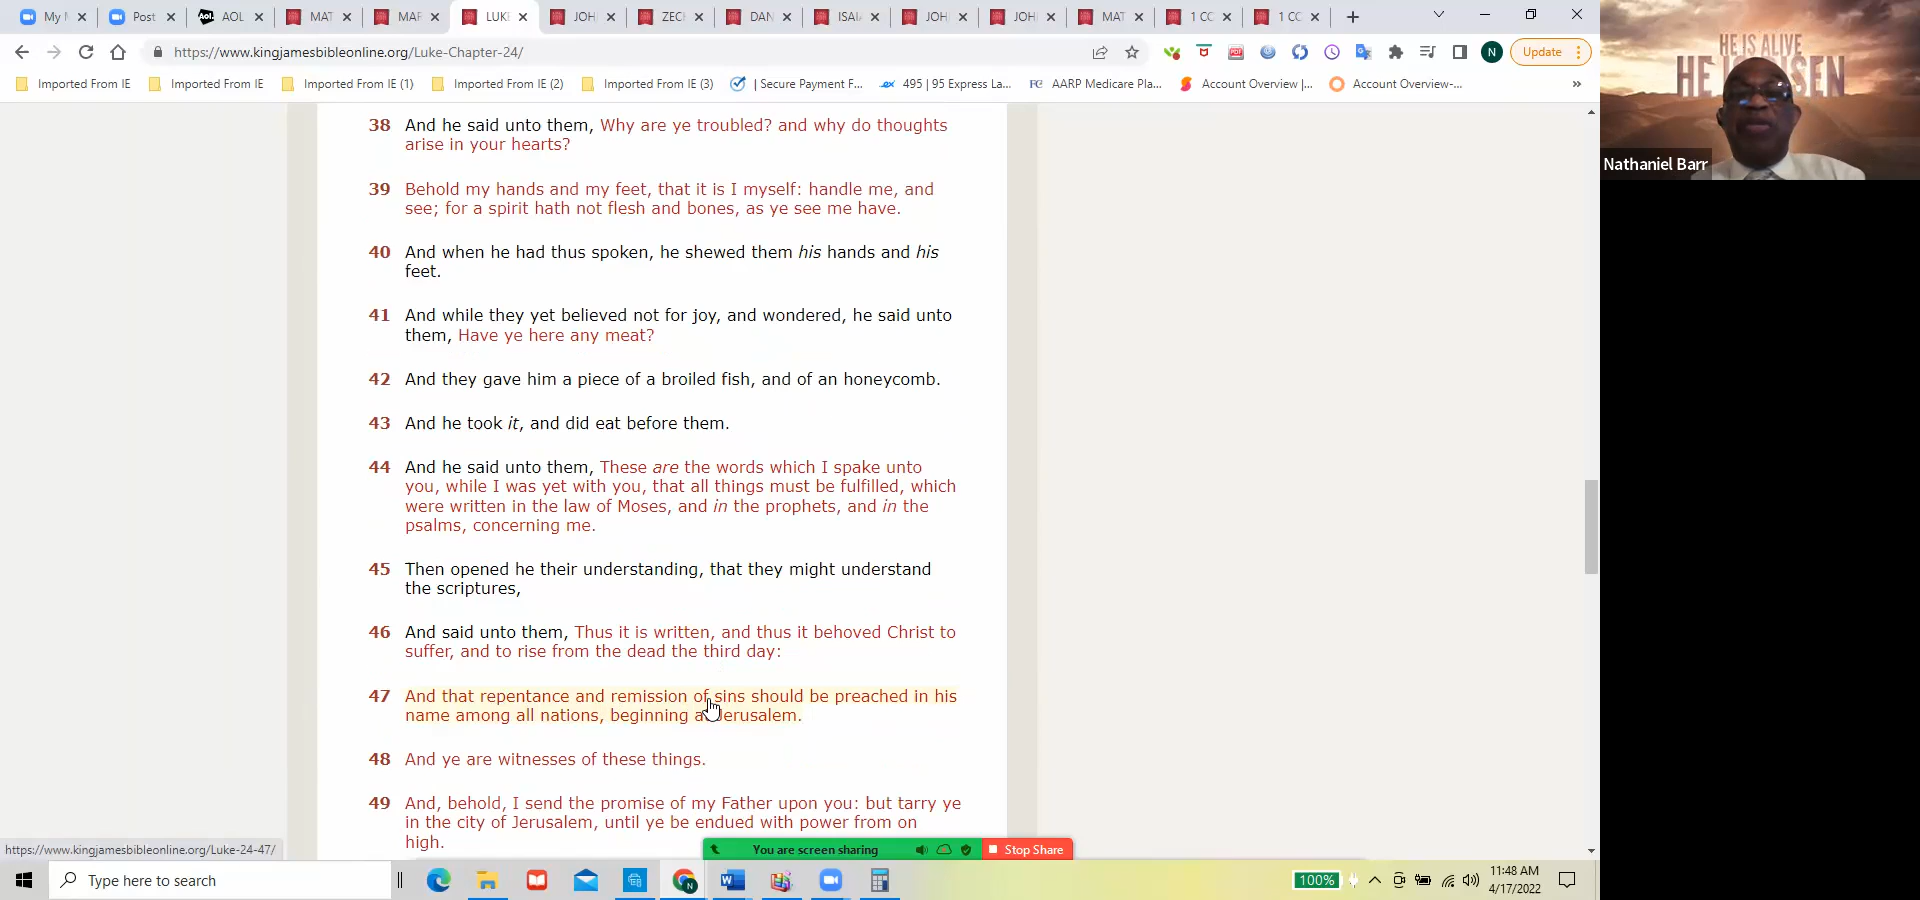 My M
Post
Aol. AOL
MAT
MAR
LUKE
JOH
ZECH
DAN
ISAIA
JOH
JOH
MAT
1 CO
1 CO
https://www.kingjamesbibleonline.org/Luke-Chapter-24/
N
Update
Imported From IE
Imported From IE
Imported From IE (1)
Imported From IE (2)
Imported From IE (3)
| Secure Payment F...
495 | 95 Express La...
AARP Medicare Pla...
Account Overview |...
Account Overview-...
»
38 And he said unto them, Why are ye troubled? and why do thoughts
arise in your hearts?
39 Behold my hands and my feet, that it is I myself: handle me, and
see; for a spirit hath not flesh and bones, as ye see me have.
40 And when he had thus spoken, he shewed them his hands and his
feet.
41 And while they yet believed not for joy, and wondered, he said unto
them, Have ye here any meat?
42 And they gave him a piece of a broiled fish, and of an honeycomb.
43 And he took it, and did eat before them.
44 And he said unto them, These are the words which I spake unto
you, while I was yet with you, that all things must be fulfilled, which
were written in the law of Moses, and in the prophets, and in the
psalms, concerning me.
45 Then opened he their understanding, that they might understand
the scriptures,
46 And said unto them, Thus it is written, and thus it behoved Christ to
suffer, and to rise from the dead the third day:
47 And that repentance and remission of sins should be preached in his
name among all nations, beginning at Jerusalem.
48 And ye are witnesses of these things.
49 And, behold, I send the promise of my Father upon you: but tarry ye
in the city of Jerusalem, until ye be endued with power from on
high.
https://www.kingjamesbibleonline.org/Luke-24-47/
You are screen sharing
Stop Share
Type here to search
100%
11:48 AM
4/17/2022
HE IS ALIVE
HE SEN
Nathaniel Barr